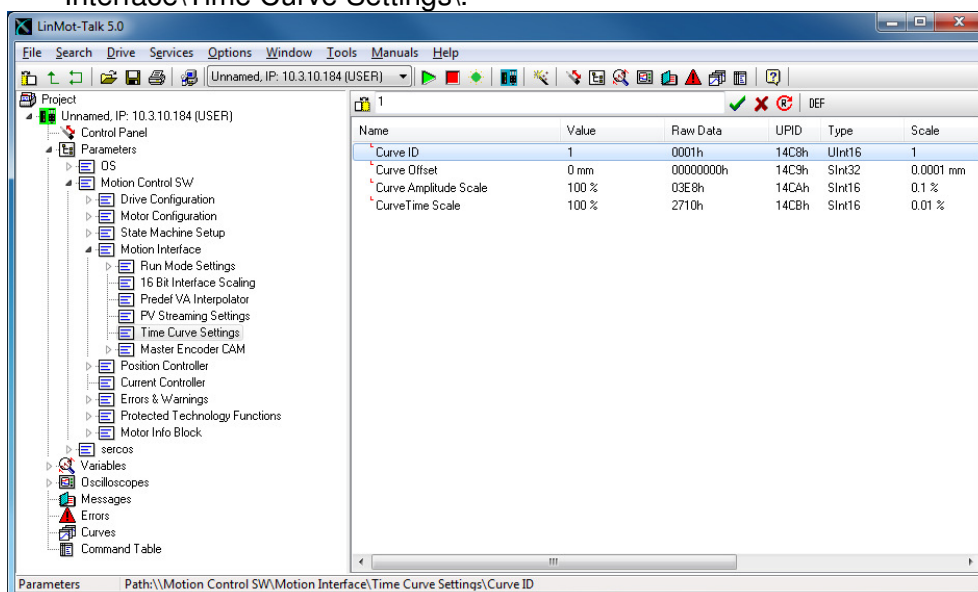 Interface\Time Curve Settings\.
LinMot-Talk 5.0
File Search Drive Services Options Window Tools Manuals Help
Unnamed, IP: 10.3.10.184 (USER)
Project
Unnamed, IP: 10.3.10.184 (USER)
Control Panel
Parameters
OS
Motion Control SW
Drive Configuration
Motor Configuration
State Machine Setup
Motion Interface
Run Mode Settings
16 Bit Interface Scaling
Predef VA Interpolator
PV Streaming Settings
Time Curve Settings
Master Encoder CAM
Position Controller
Current Controller
Errors & Warnings
Protected Technology Functions
Motor Info Block
sercos
Variables
Oscilloscopes
Messages
Errors
Curves
Command Table
1 DEF
Name Value Raw Data UPID Type Scale
Curve ID 1 0001h 14C8h UInt16 1
Curve Offset 0 mm 00000000h 14C9h SInt32 0.0001 mm
Curve Amplitude Scale 100 % 03E8h 14CAh SInt16 0.1 %
CurveTime Scale 100 % 2710h 14CBh SInt16 0.01 %
Parameters Path:\\Motion Control SW\Motion Interface\Time Curve Settings\Curve ID